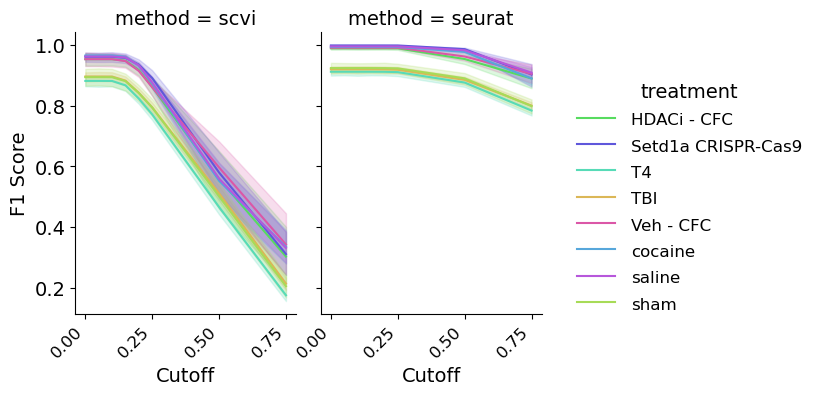 method = scvi
method = seurat
F1 Score
1.0
0.8
0.6
0.4
0.2
0.00
0.25
0.50
0.75
Cutoff
0.00
0.25
0.50
0.75
Cutoff
treatment
HDACi - CFC
Setd1a CRISPR-Cas9
T4
TBI
Veh - CFC
cocaine
saline
sham